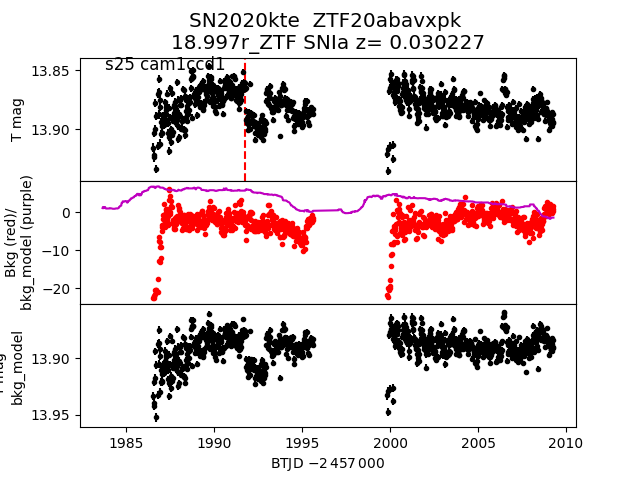 SN2020kte ZTF20abavxpk
18.997r_ZTF SNIa z= 0.030227
s25 cam1ccd1
13.85
13.90
T mag
0
−10
−20
Bkg (red)/
bkg_model (purple)
13.90
13.95
mag
bkg_model
1985
1990
1995
2000
2005
2010
BTJD −2 457 000